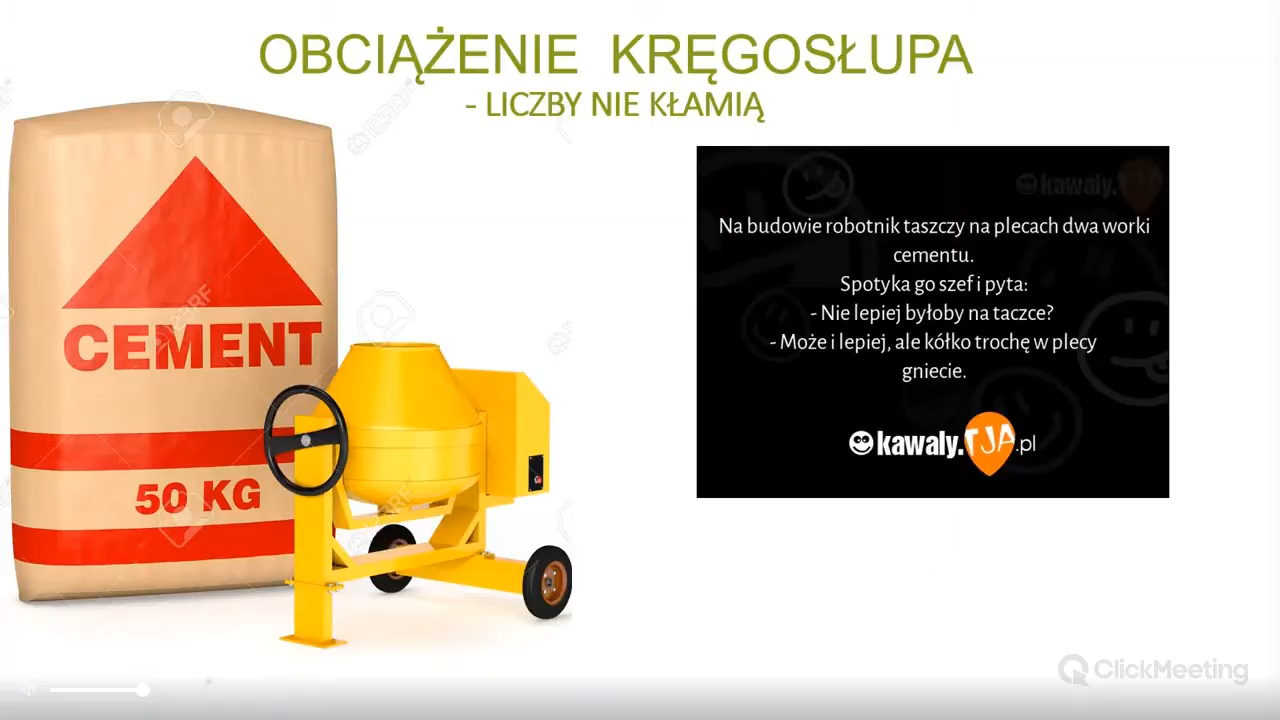 OBCIĄŻENIE KRĘGOSŁUPA
- LICZBY NIE KŁAMIĄ
CEMENT
50 KG
123RF
kawaly.
Na budowie robotnik taszczy na plecach dwa worki
cementu.
Spotyka go szef i pyta:
- Nie lepiej byłoby na taczce?
- Może i lepiej, ale kółko trochę w plecy
gniecie.
kawaly.TJA.pl
ClickMeeting